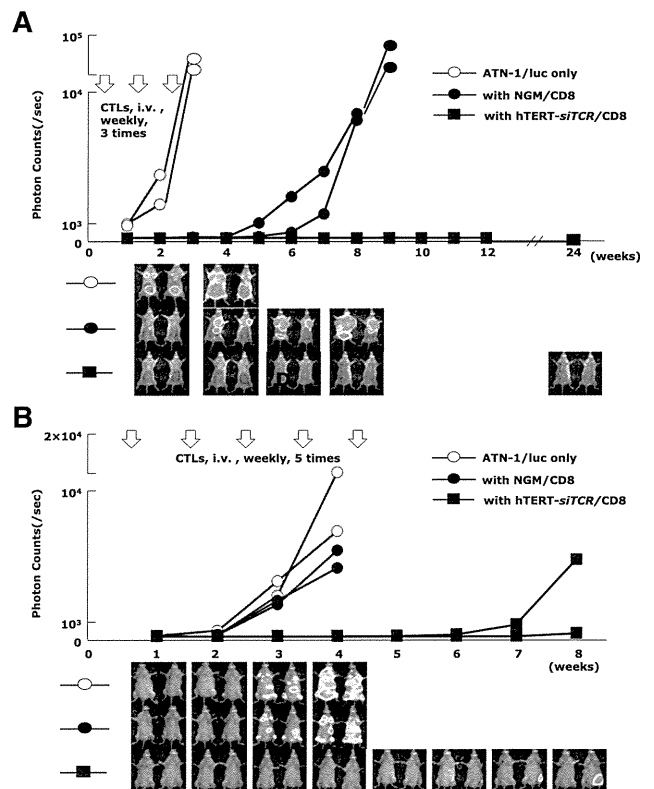 A
10⁵
10⁴
10³
0
Photon Counts(/sec)
CTLs, i.v. ,
weekly,
3 times
ATN-1/luc only
with NGM/CD8
with hTERT-siTCR/CD8
0 2 4 6 8 10 12 24
(weeks)
D
B
2×10⁴
10⁴
10³
0
Photon Counts(/sec)
CTLs, i.v. , weekly, 5 times
ATN-1/luc only
with NGM/CD8
with hTERT-siTCR/CD8
0 1 2 3 4 5 6 7 8
(weeks)